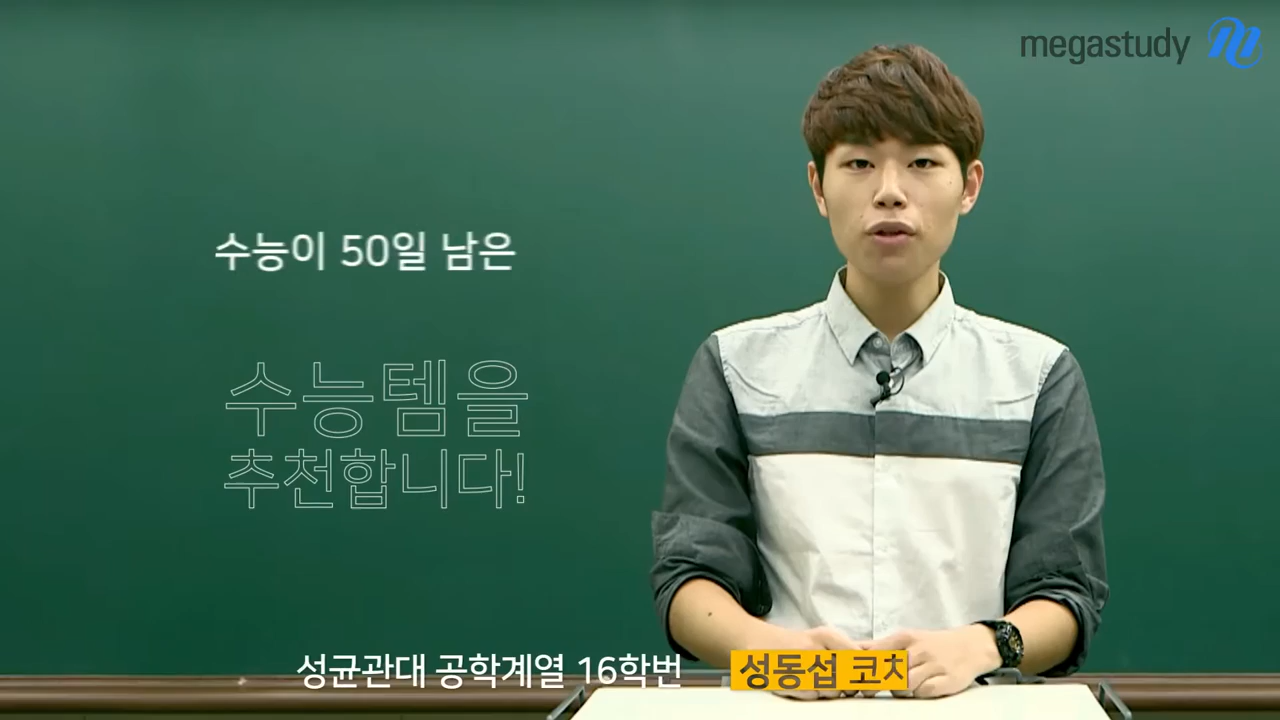 megastudy
수능이 50일 남은
수능템을
추천합니다!
성균관대 공학계열 16학번 성동섭 코치